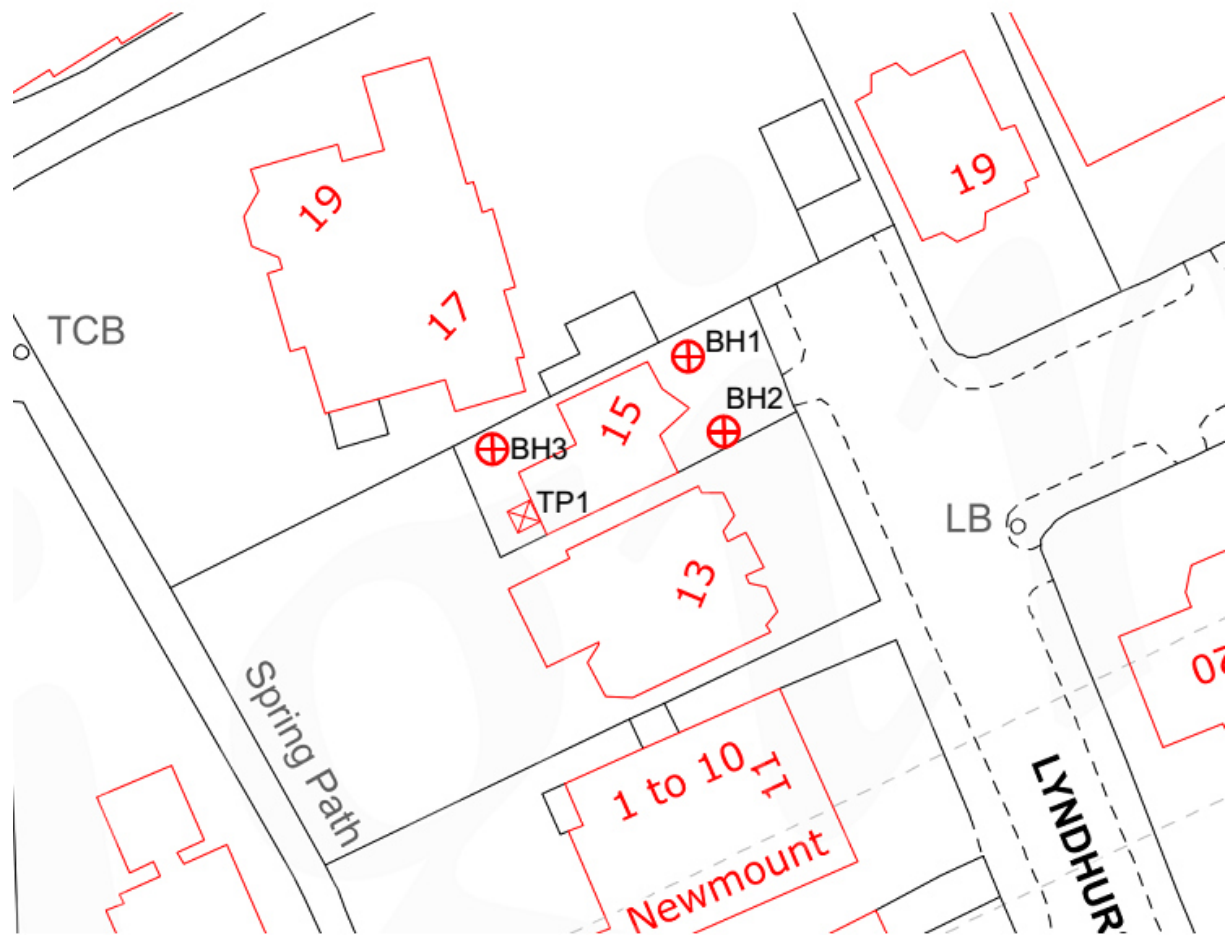 19
19
17
TCB
BH1
BH2
15
BH3
TP1
LB
13
Spring Path
1 to 10
11
Newmount
20
LYNDHUR